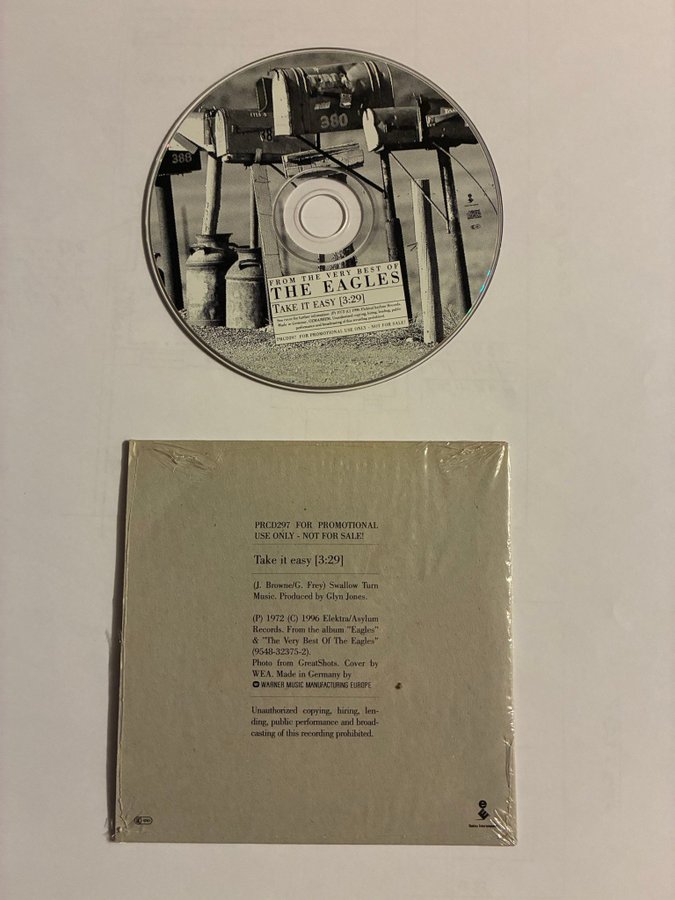 380
388
38
FROM THE VERY BEST OF
THE EAGLES
TAKE IT EASY [3:29]
PRCD297 FOR PROMOTIONAL USE ONLY - NOT FOR SALE!
PRCD297 FOR PROMOTIONAL
USE ONLY - NOT FOR SALE!
Take it easy [3:29]
(J. Browne/G. Frey) Swallow Turn
Music. Produced by Glyn Jones.
(P) 1972 (C) 1996 Elektra/Asylum
Records. From the album "Eagles"
& "The Very Best Of The Eagles"
(9548-32375-2).
Photo from GreatShots. Cover by
WEA. Made in Germany by
WARNER MUSIC MANUFACTURING EUROPE
Unauthorized copying, hiring, len-
ding, public performance and broad-
casting of this recording prohibited.